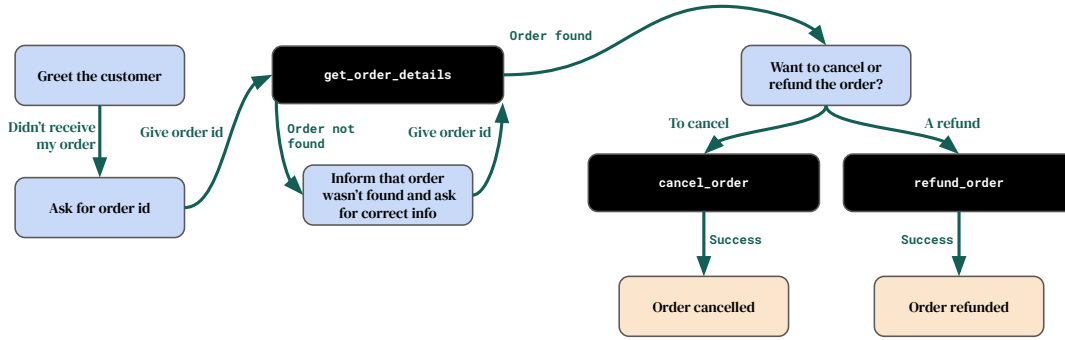 Greet the customer
Didn't receive
my order
Ask for order id
Give order id
get_order_details
Order not
found
Give order id
Inform that order
wasn't found and ask
for correct info
Order found
Want to cancel or
refund the order?
To cancel
A refund
cancel_order
refund_order
Success
Success
Order cancelled
Order refunded